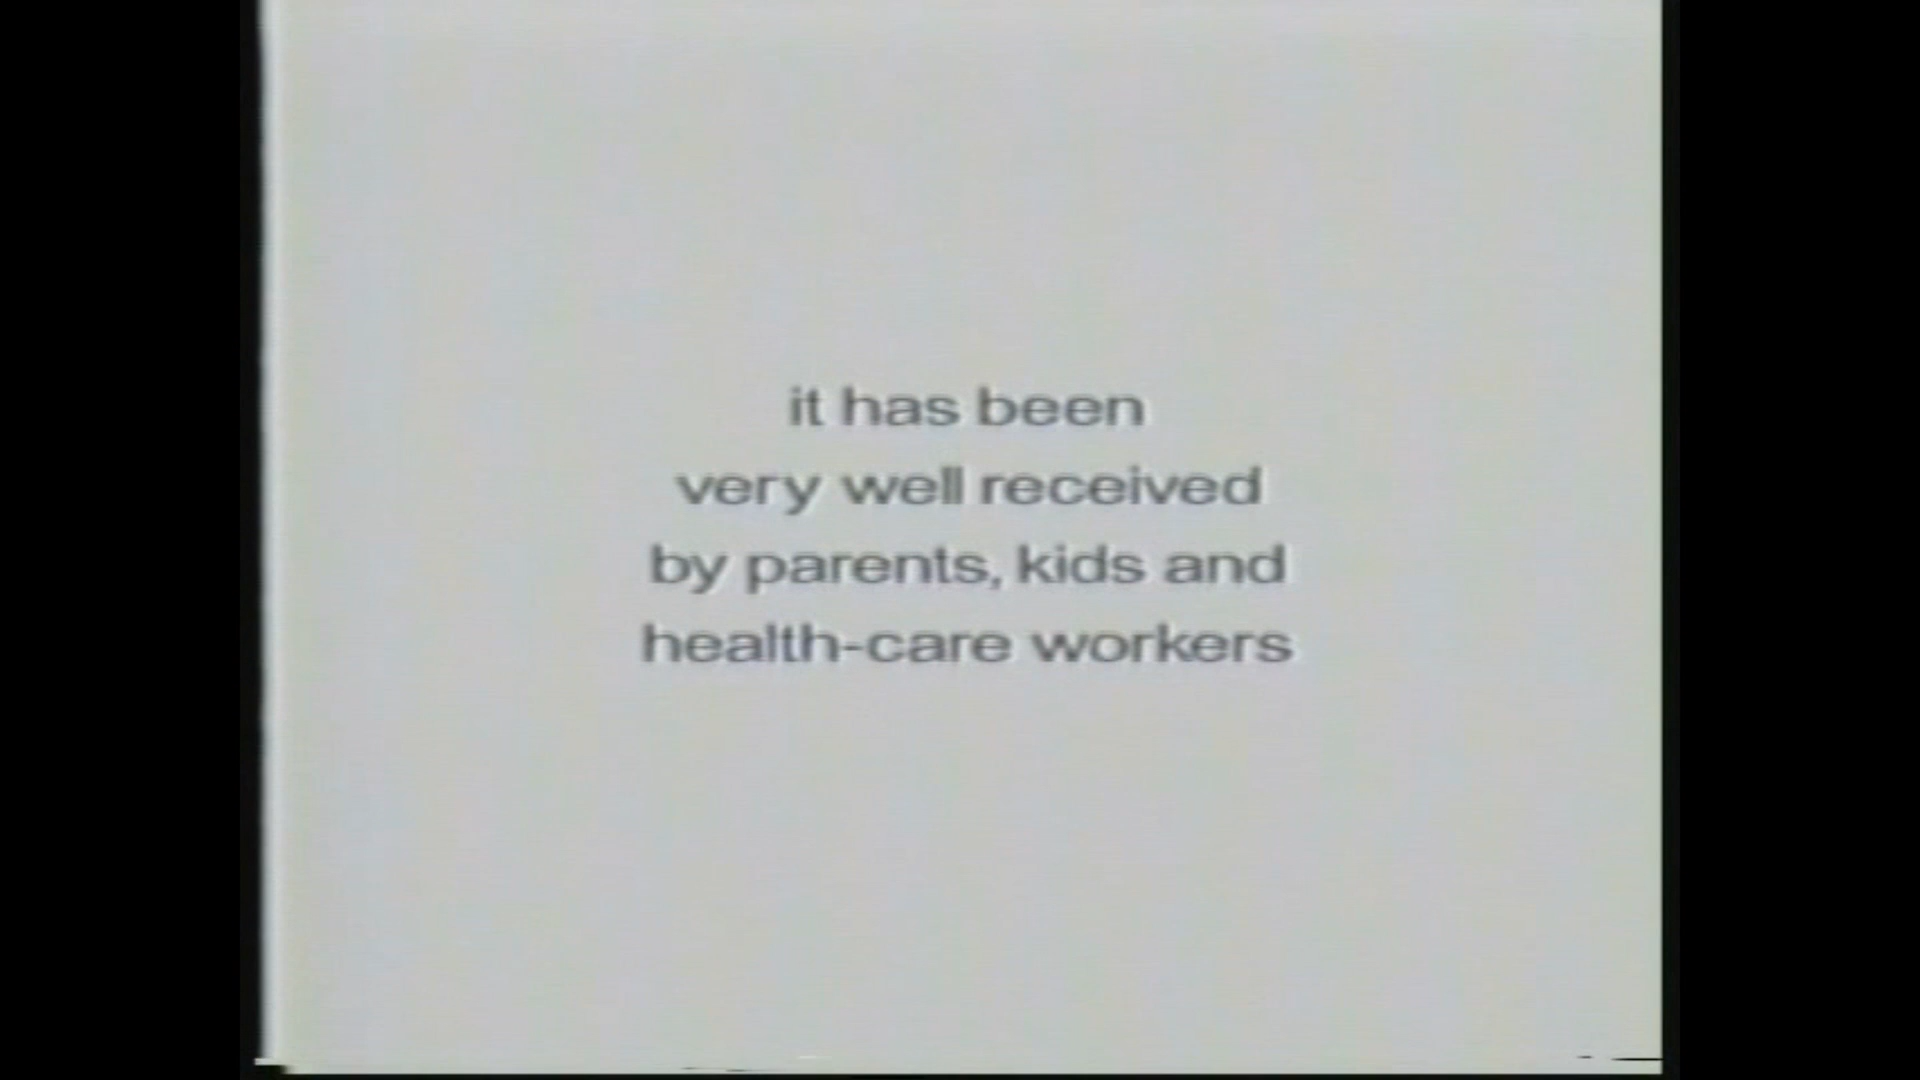 it has been
very well received
by parents, kids and
health-care workers